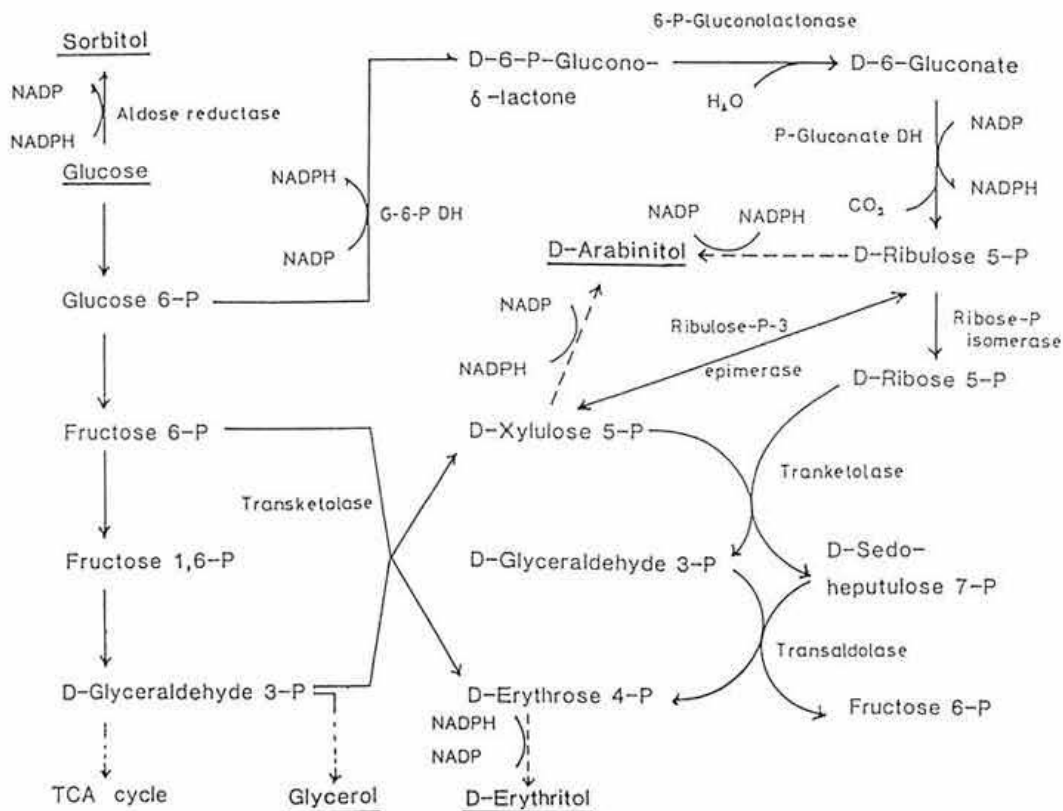 6-P-Gluconolactonase
Sorbitol
D-6-P-Glucono-
δ-lactone
D-6-Gluconate
NADP
Aldose reductase
NADPH
H₂O
P-Gluconate DH
NADP
NADPH
CO₂
Glucose
NADPH
G-6-P DH
NADP
NADP
NADPH
D-Arabinitol
D-Ribulose 5-P
Glucose 6-P
NADP
NADPH
Ribulose-P-3
epimerase
Ribose-P
isomerase
D-Ribose 5-P
Fructose 6-P
D-Xylulose 5-P
Transketolase
Tranketolase
Fructose 1,6-P
D-Glyceraldehyde 3-P
D-Sedo-
heputulose 7-P
Transaldolase
D-Glyceraldehyde 3-P
D-Erythrose 4-P
Fructose 6-P
NADPH
NADP
TCA cycle
Glycerol
D-Erythritol